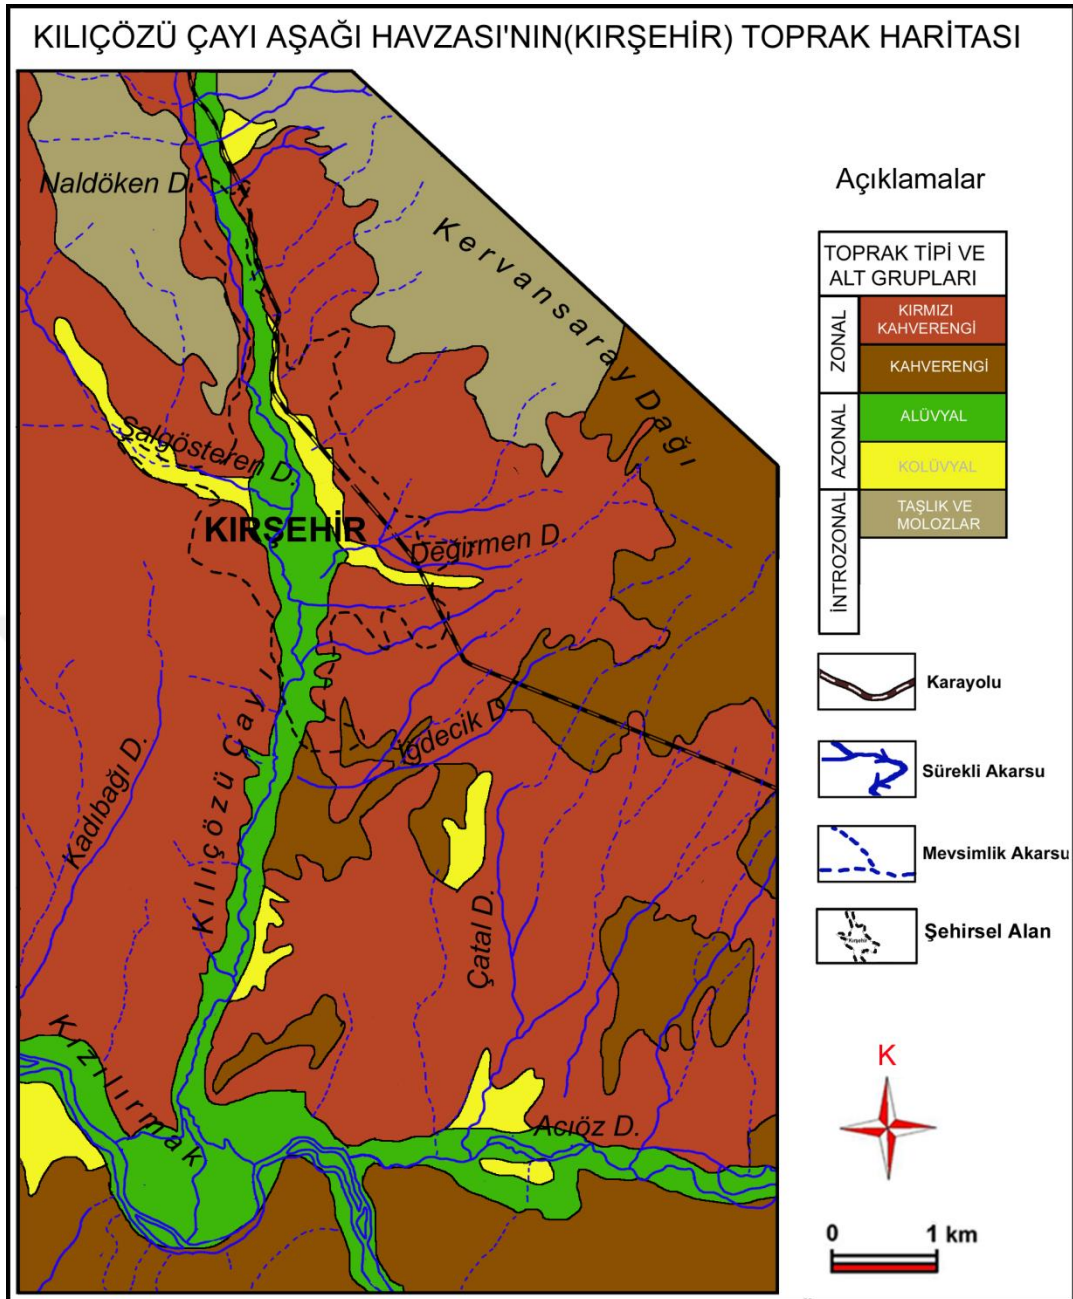 KILIÇÖZÜ ÇAYI AŞAĞI HAVZASI'NIN(KIRŞEHİR) TOPRAK HARİTASI
Naldöken D.
Kervansaray Dağı
Şalgösteren D.
KIRŞEHİR
Değirmen D.
İğdecik D.
Kılıçözü Çayı
Kadıbağı D.
Çatal D.
Kızılırmak
Acıöz D.
Açıklamalar
TOPRAK TİPİ VE
ALT GRUPLARI
ZONAL
KIRMIZI
KAHVERENGİ
KAHVERENGİ
AZONAL
ALÜVYAL
KOLÜVYAL
İNTROZONAL
TAŞLIK VE
MOLOZLAR
Karayolu
Sürekli Akarsu
Mevsimlik Akarsu
Kırşehir
Şehirsel Alan
K
0 1 km